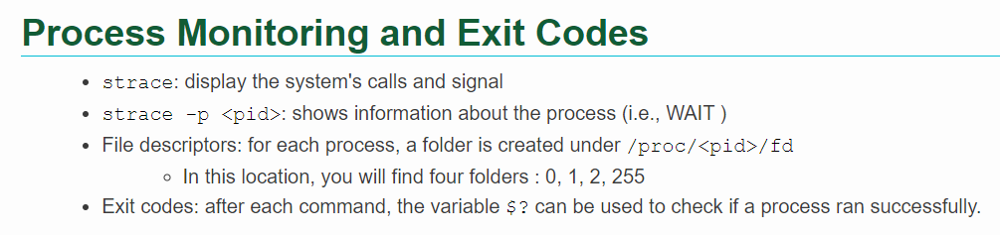 Process Monitoring and Exit Codes
• strace: display the system's calls and signal
• strace -p <pid>: shows information about the process (i.e., WAIT )
• File descriptors: for each process, a folder is created under /proc/<pid>/fd
◦ In this location, you will find four folders : 0, 1, 2, 255
• Exit codes: after each command, the variable $? can be used to check if a process ran successfully.